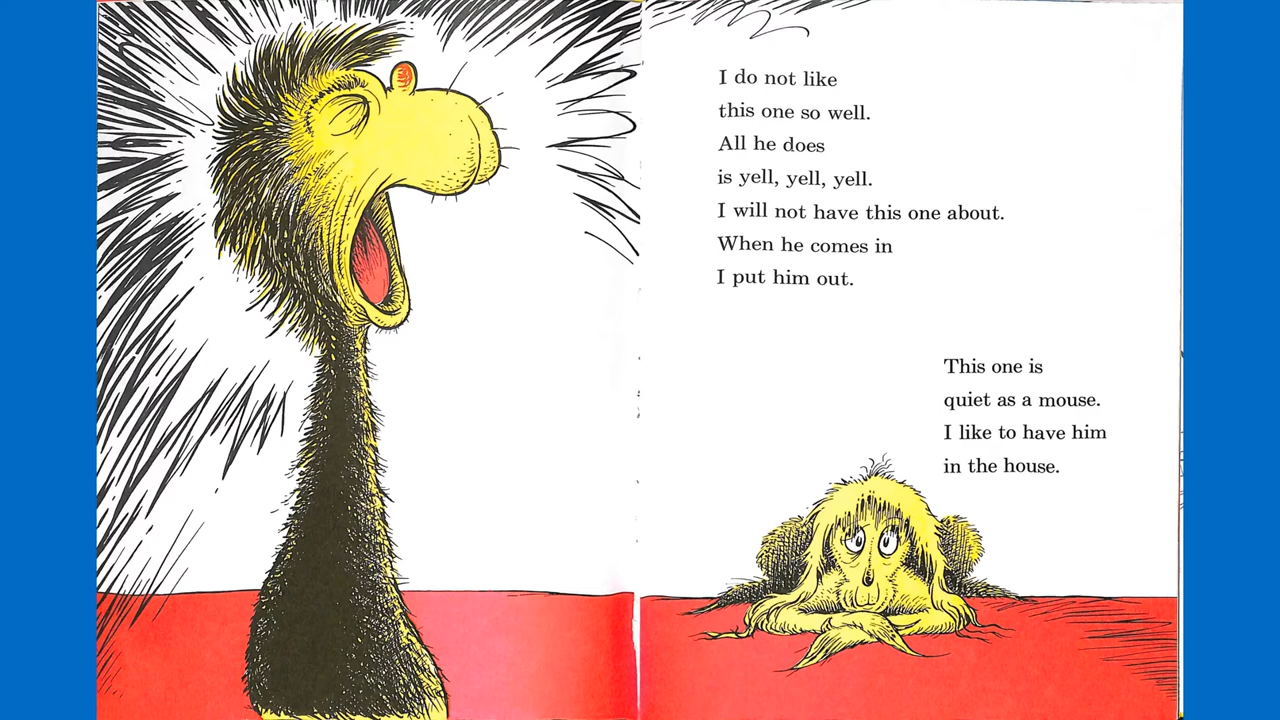 I do not like
this one so well.
All he does
is yell, yell, yell.
I will not have this one about.
When he comes in
I put him out.
This one is
quiet as a mouse.
I like to have him
in the house.